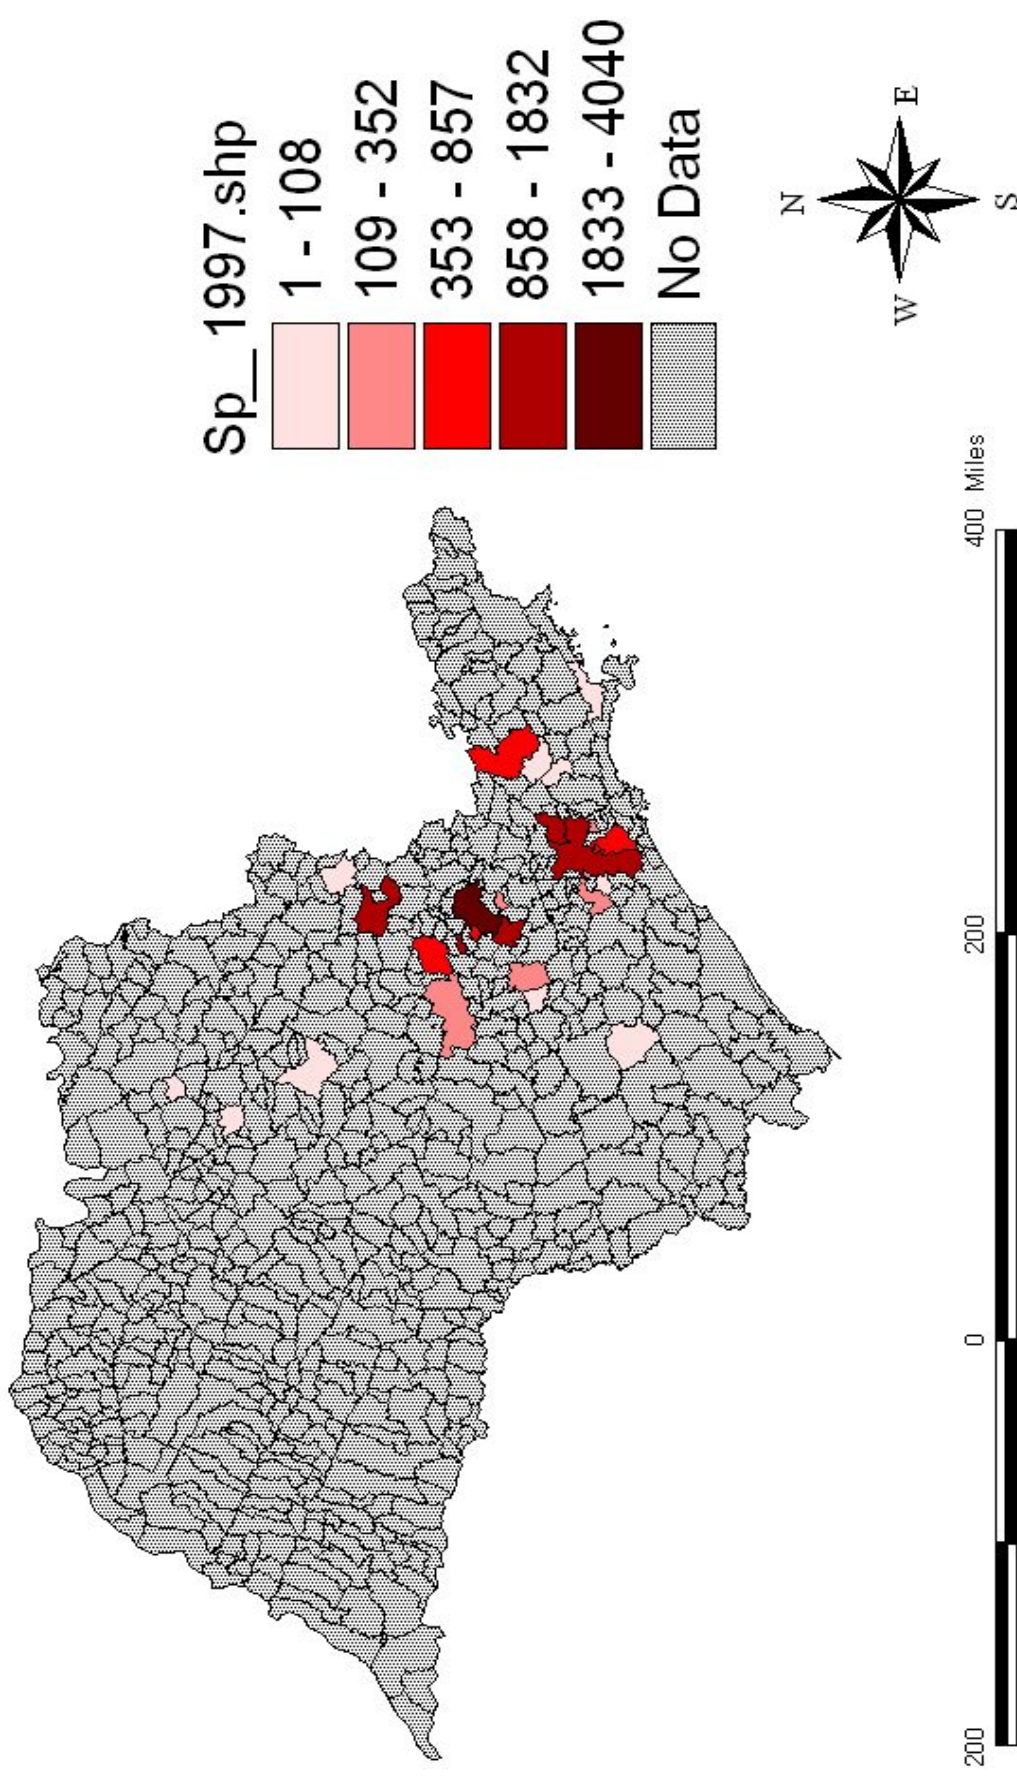 Sp__1997.shp
1 - 108
109 - 352
353 - 857
858 - 1832
1833 - 4040
No Data
N
W E
S
200 0 200 400 Miles